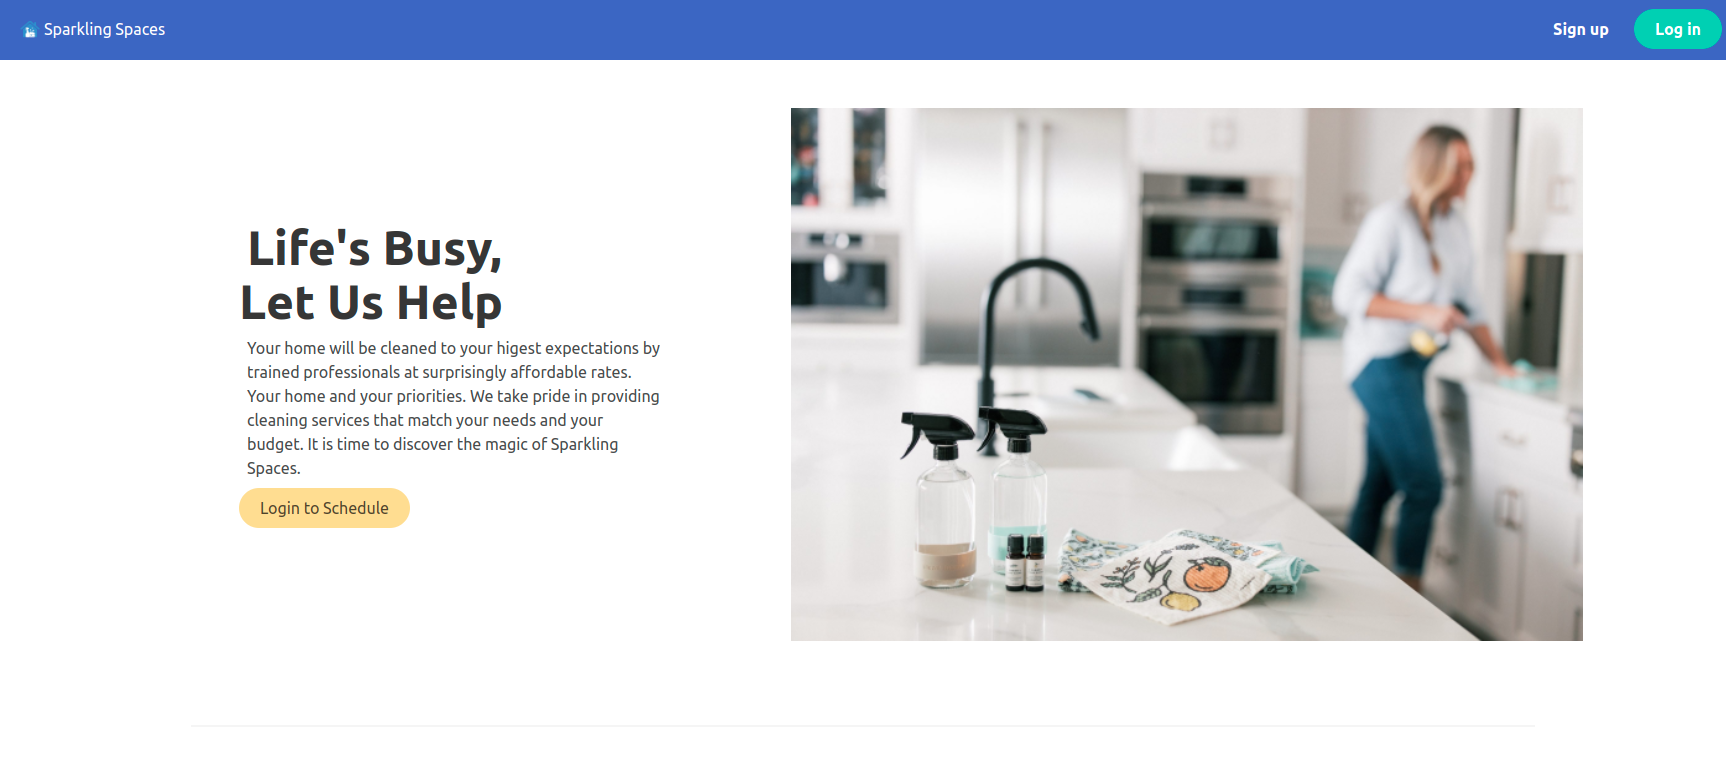 Sparkling Spaces
Sign up
Log in
Life's Busy,
Let Us Help
Your home will be cleaned to your higest expectations by
trained professionals at surprisingly affordable rates.
Your home and your priorities. We take pride in providing
cleaning services that match your needs and your
budget. It is time to discover the magic of Sparkling
Spaces.
Login to Schedule